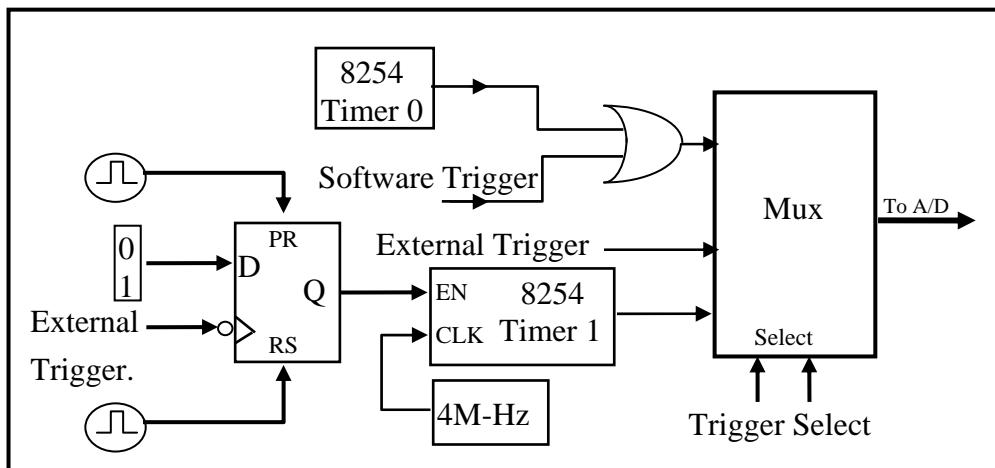 8254
Timer 0
Software Trigger
External Trigger
Mux
To A/D
PR
0
1
D
Q
RS
External
Trigger.
EN
CLK
8254
Timer 1
4M-Hz
Select
Trigger Select